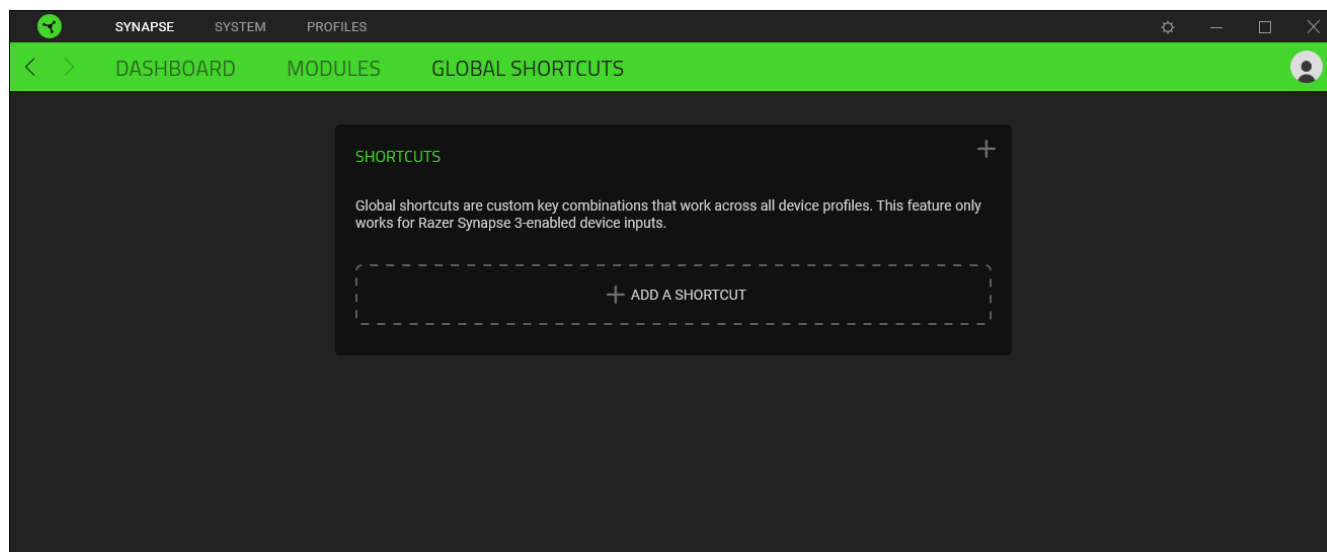 SYNAPSE SYSTEM PROFILES
DASHBOARD MODULES GLOBAL SHORTCUTS
SHORTCUTS
Global shortcuts are custom key combinations that work across all device profiles. This feature only
works for Razer Synapse 3-enabled device inputs.
ADD A SHORTCUT